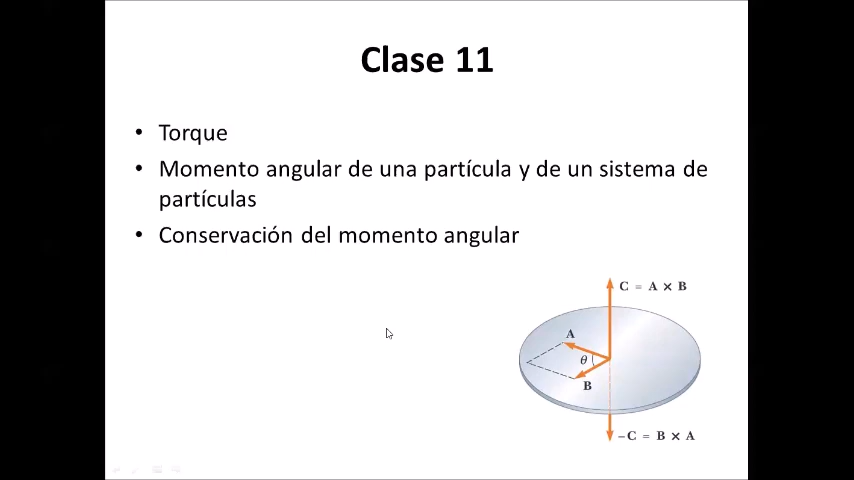 Clase 11
• Torque
• Momento angular de una partícula y de un sistema de
partículas
• Conservación del momento angular
C = A × B
A
θ
B
−C = B × A